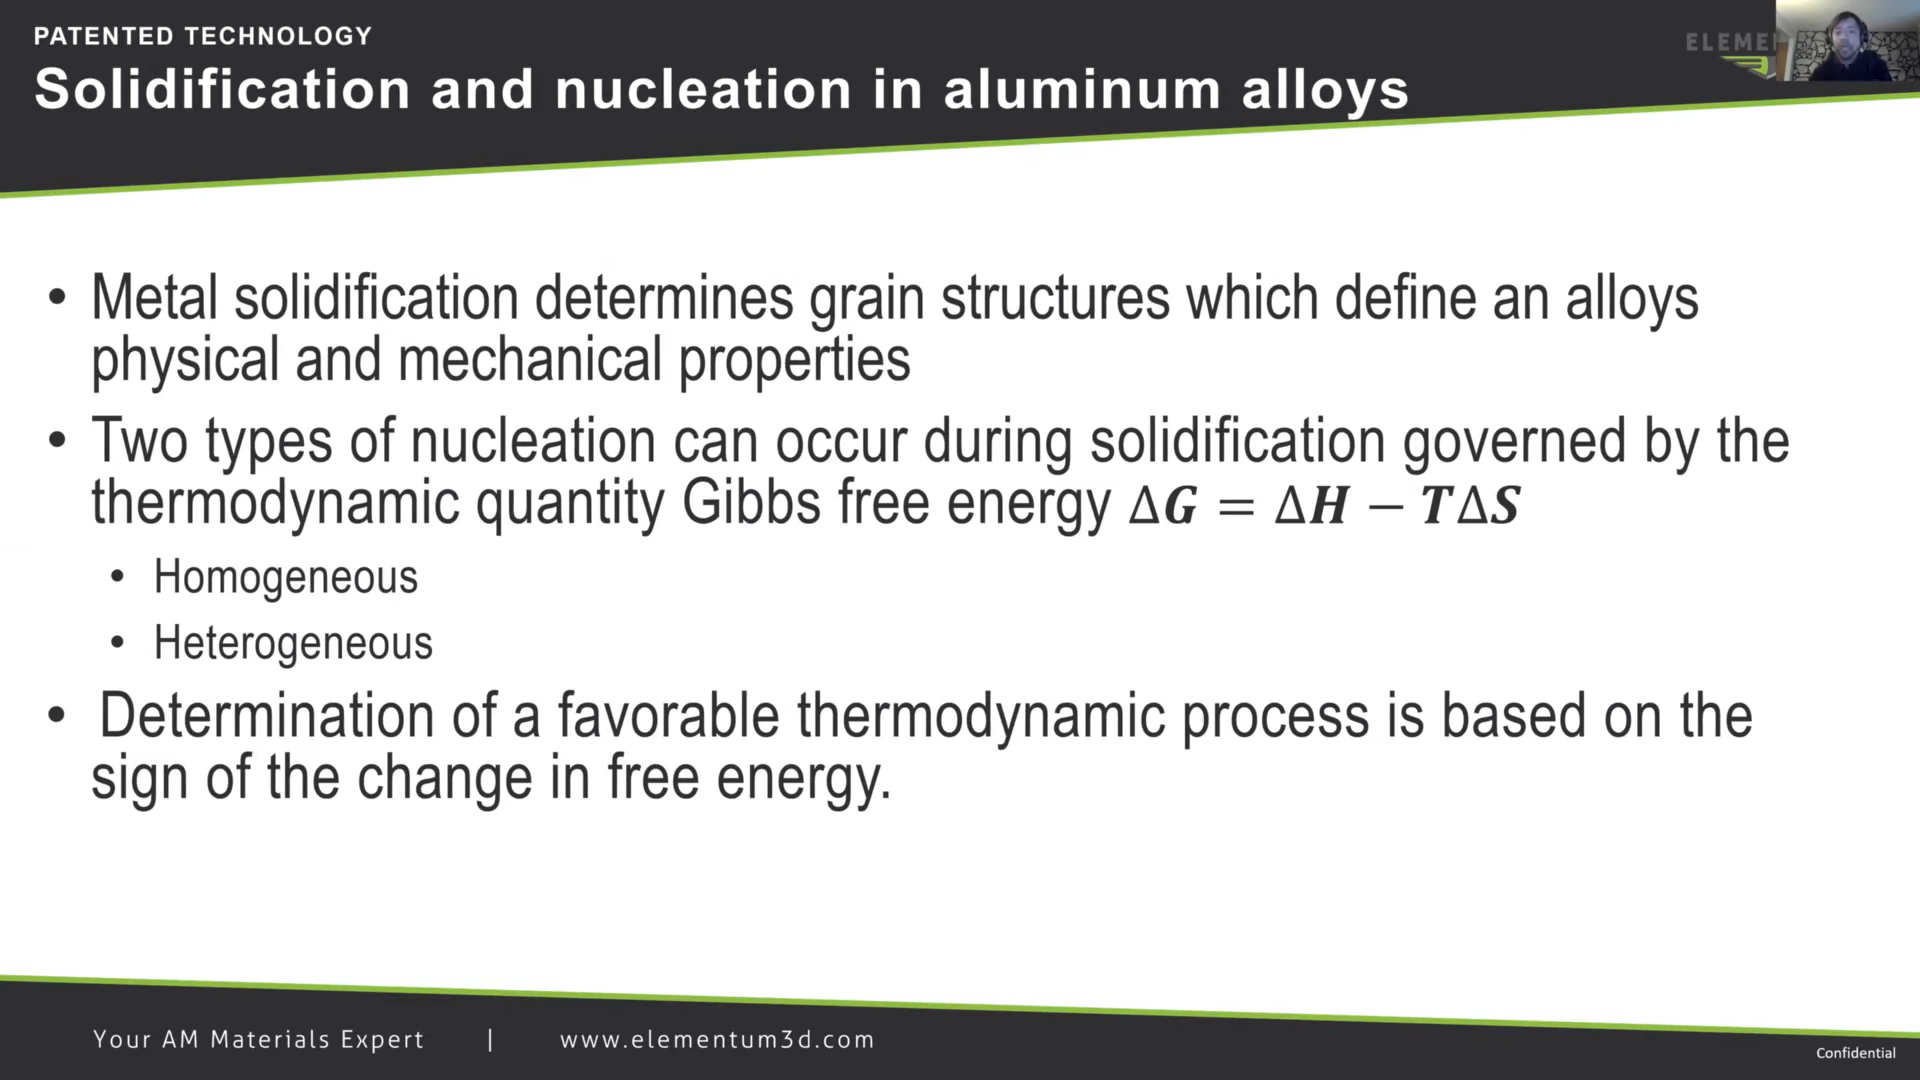 PATENTED TECHNOLOGY
Solidification and nucleation in aluminum alloys
• Metal solidification determines grain structures which define an alloys
physical and mechanical properties
• Two types of nucleation can occur during solidification governed by the
thermodynamic quantity Gibbs free energy ΔG = ΔH − TΔS
• Homogeneous
• Heterogeneous
• Determination of a favorable thermodynamic process is based on the
sign of the change in free energy.
Your AM Materials Expert | www.elementum3d.com
Confidential